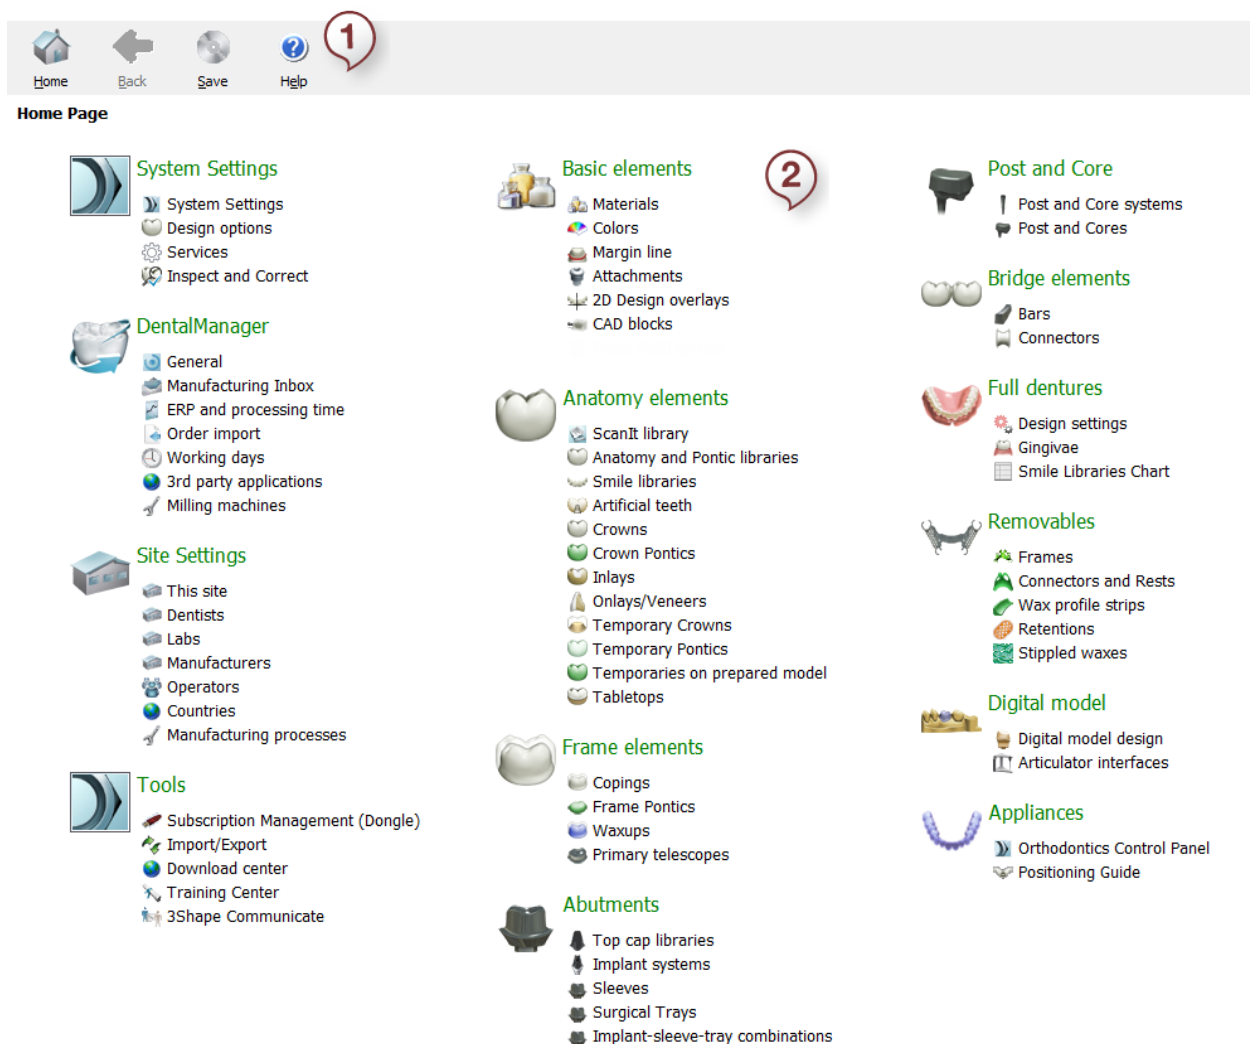 1
Home
Back
Save
Help
Home Page
System Settings
System Settings
Design options
Services
Inspect and Correct
DentalManager
General
Manufacturing Inbox
ERP and processing time
Order import
Working days
3rd party applications
Milling machines
Site Settings
This site
Dentists
Labs
Manufacturers
Operators
Countries
Manufacturing processes
Tools
Subscription Management (Dongle)
Import/Export
Download center
Training Center
3Shape Communicate
Basic elements
2
Materials
Colors
Margin line
Attachments
2D Design overlays
CAD blocks
Anatomy elements
ScanIt library
Anatomy and Pontic libraries
Smile libraries
Artificial teeth
Crowns
Crown Pontics
Inlays
Onlays/Veneers
Temporary Crowns
Temporary Pontics
Temporaries on prepared model
Tabletops
Frame elements
Copings
Frame Pontics
Waxups
Primary telescopes
Abutments
Top cap libraries
Implant systems
Sleeves
Surgical Trays
Implant-sleeve-tray combinations
Post and Core
Post and Core systems
Post and Cores
Bridge elements
Bars
Connectors
Full dentures
Design settings
Gingivae
Smile Libraries Chart
Removables
Frames
Connectors and Rests
Wax profile strips
Retentions
Stippled waxes
Digital model
Digital model design
Articulator interfaces
Appliances
Orthodontics Control Panel
Positioning Guide